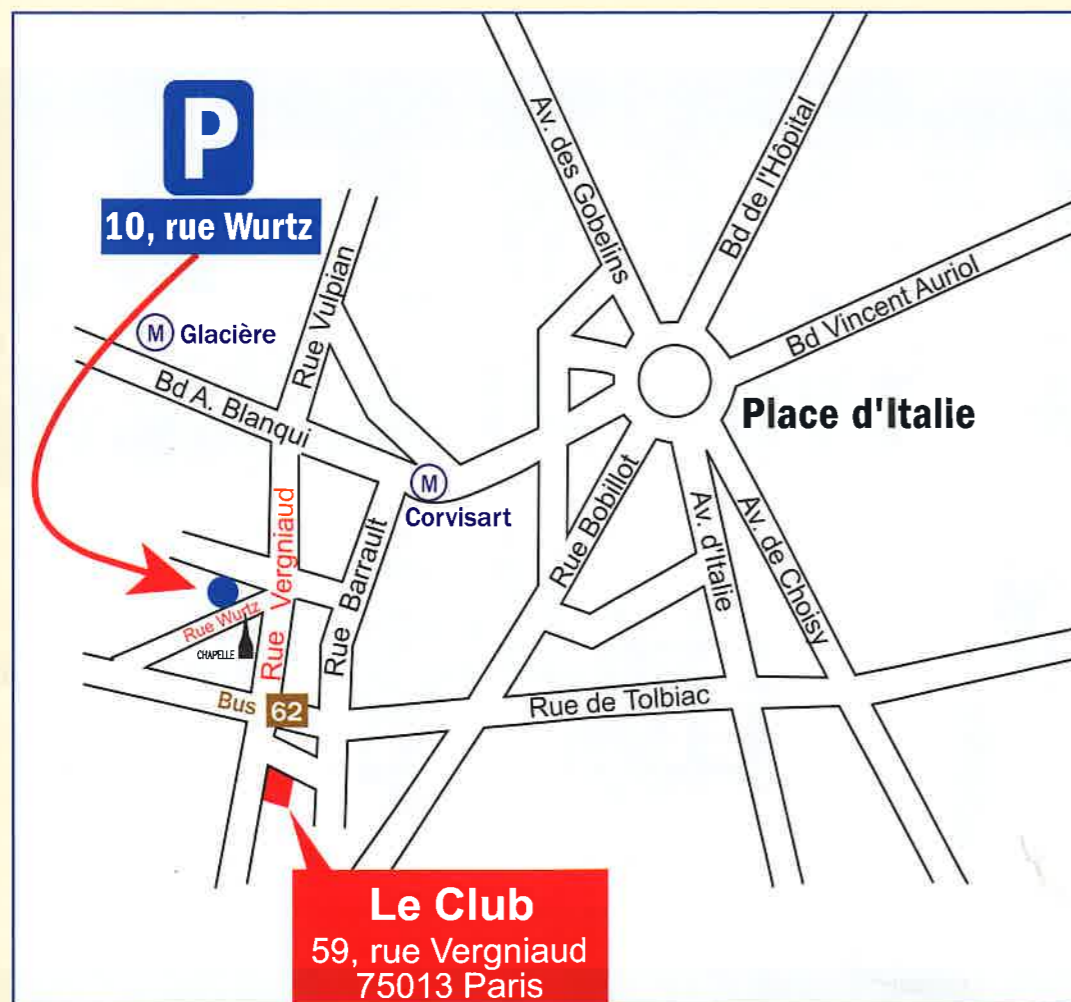 P
10, rue Wurtz
Av. des Gobelins
Bd de l'Hôpital
Bd Vincent Auriol
Rue Vulpian
M Glacière
Bd A. Blanqui
Place d'Italie
M
Corvisart
Rue Vergniaud
Rue Barrault
Rue Bobillot
Av. d'Italie
Av. de Choisy
Rue Wurtz
CHAPELLE
Bus 62
Rue de Tolbiac
Le Club
59, rue Vergniaud
75013 Paris